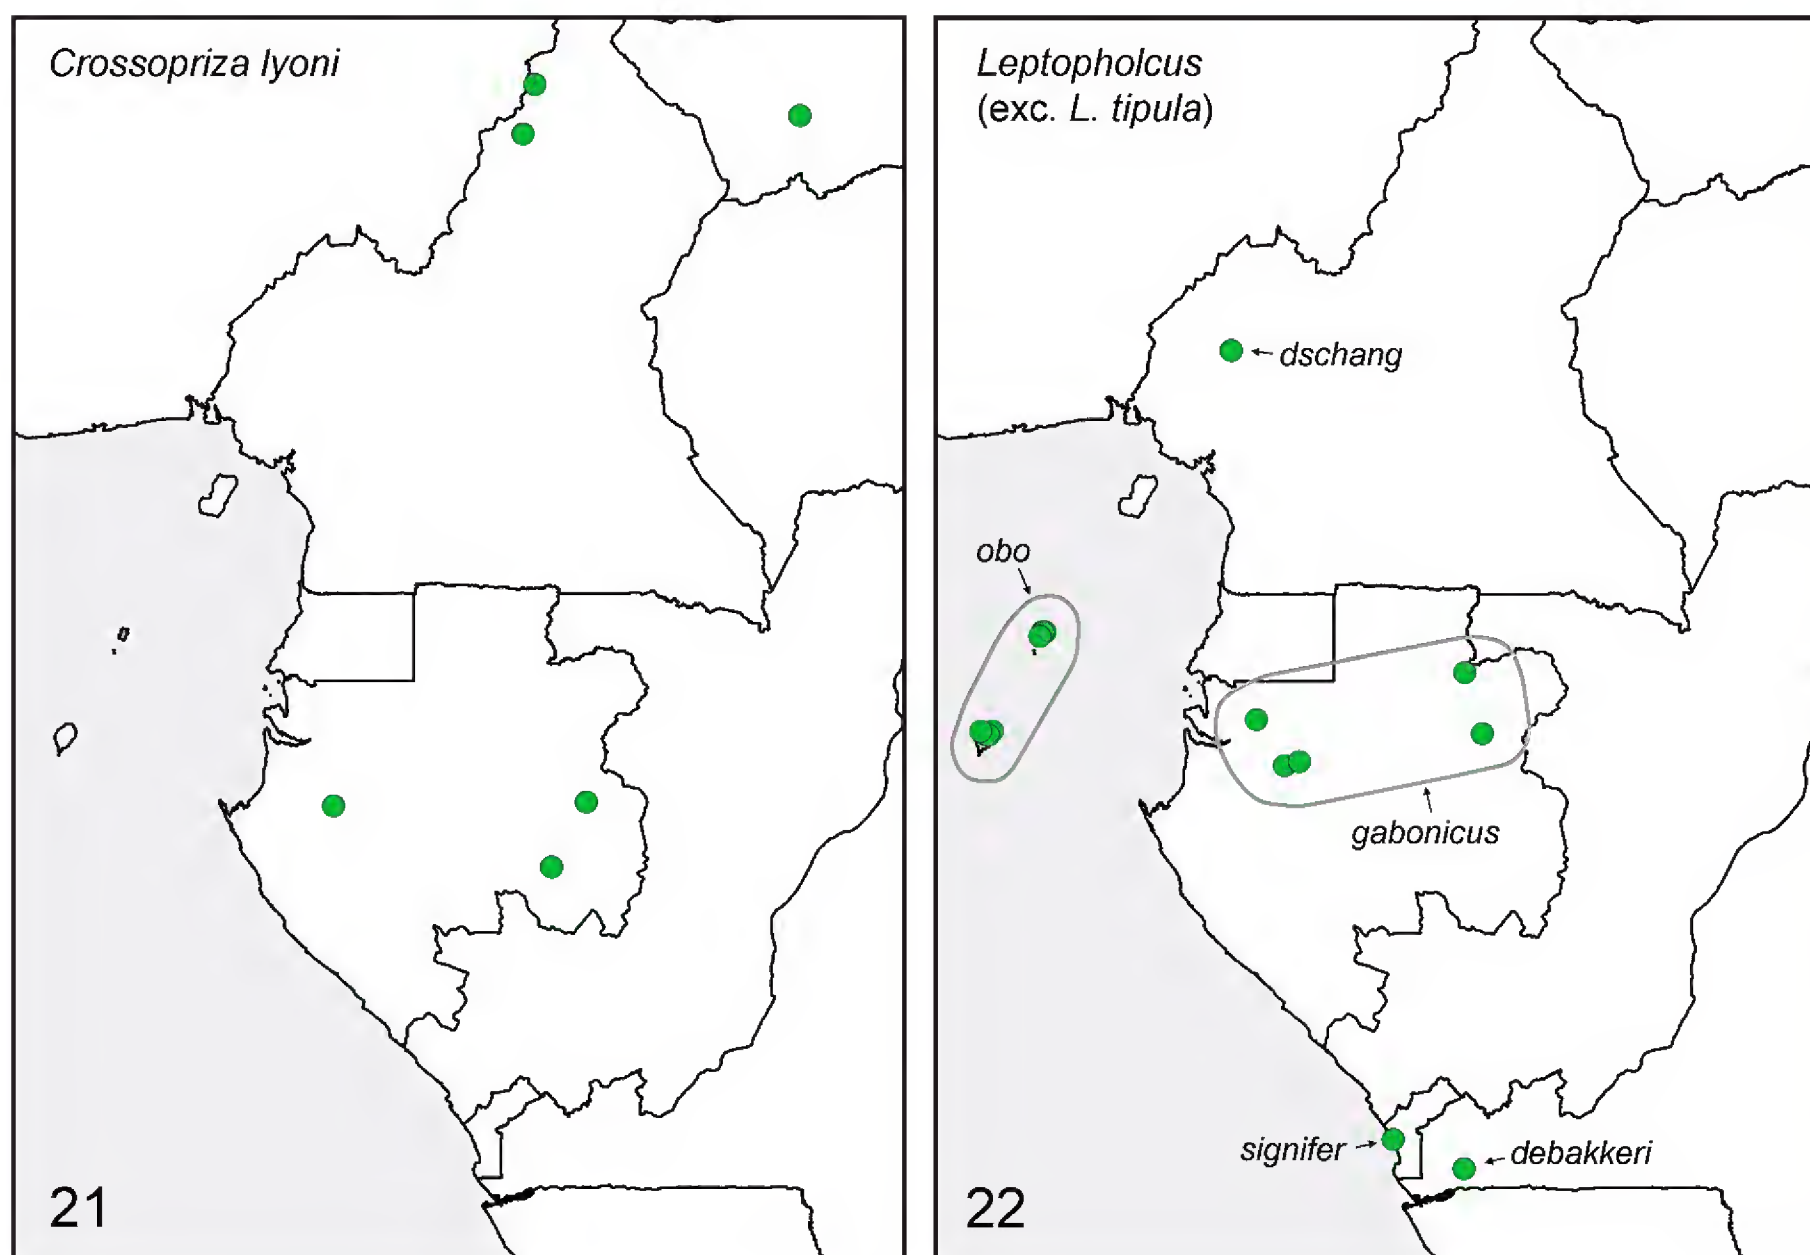 Crossopriza lyoni
21
Leptopholcus
(exc. L. tipula)
dschang
obo
gabonicus
signifer
debakkeri
22